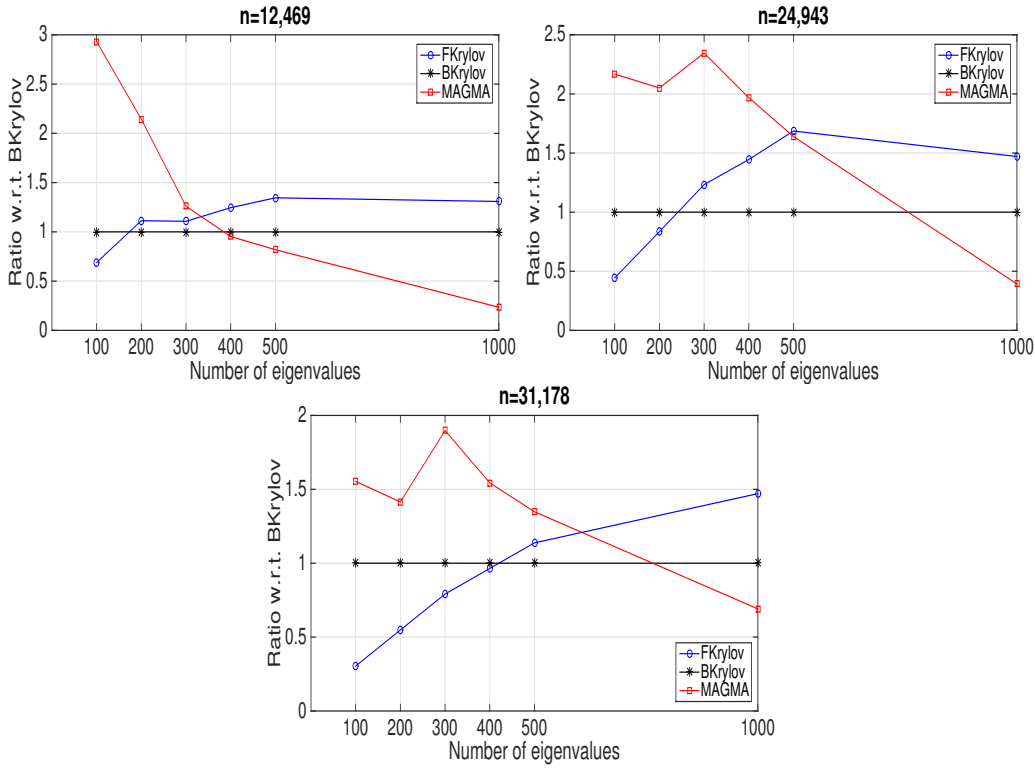 n=12,469
Ratio w.r.t. BKrylov
3
2.5
2
1.5
1
0.5
0
FKrylov
BKrylov
MAGMA
100 200 300 400 500 1000
Number of eigenvalues
n=24,943
Ratio w.r.t. BKrylov
2.5
2
1.5
1
0.5
0
FKrylov
BKrylov
MAGMA
100 200 300 400 500 1000
Number of eigenvalues
n=31,178
Ratio w.r.t. BKrylov
2
1.5
1
0.5
0
FKrylov
BKrylov
MAGMA
100 200 300 400 500 1000
Number of eigenvalues